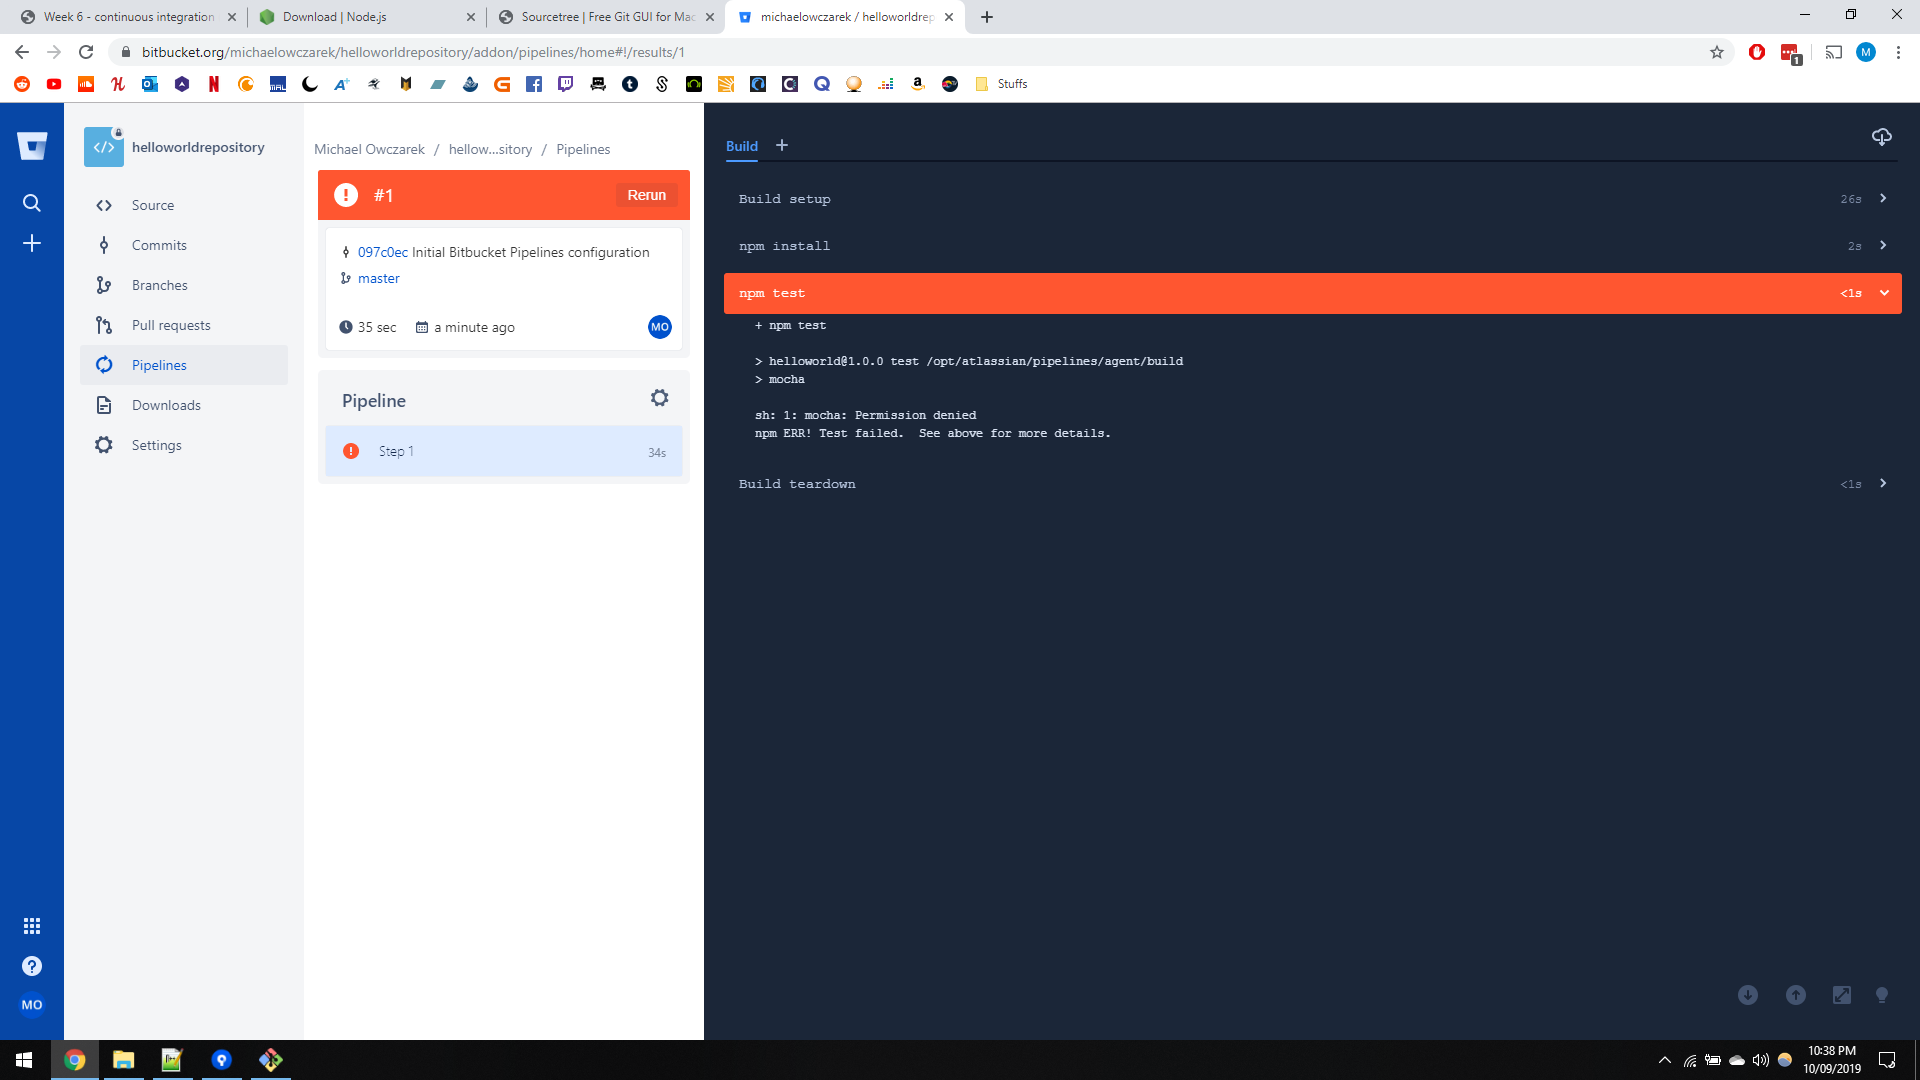 Week 6 - continuous integration
Download | Node.js
Sourcetree | Free Git GUI for Mac
michaelowczarek / helloworldrep
bitbucket.org/michaelowczarek/helloworldrepository/addon/pipelines/home#!/results/1
1
M
MAL
Stuffs
helloworldrepository
Source
Commits
Branches
Pull requests
Pipelines
Downloads
Settings
MO
Michael Owczarek / hellow...sitory / Pipelines
#1
Rerun
097c0ec Initial Bitbucket Pipelines configuration
master
35 sec
a minute ago
MO
Pipeline
Step 1
34s
Build
Build setup
26s
npm install
2s
npm test
<1s
+ npm test
> helloworld@1.0.0 test /opt/atlassian/pipelines/agent/build
> mocha
sh: 1: mocha: Permission denied
npm ERR! Test failed.  See above for more details.
Build teardown
<1s
10:38 PM
10/09/2019